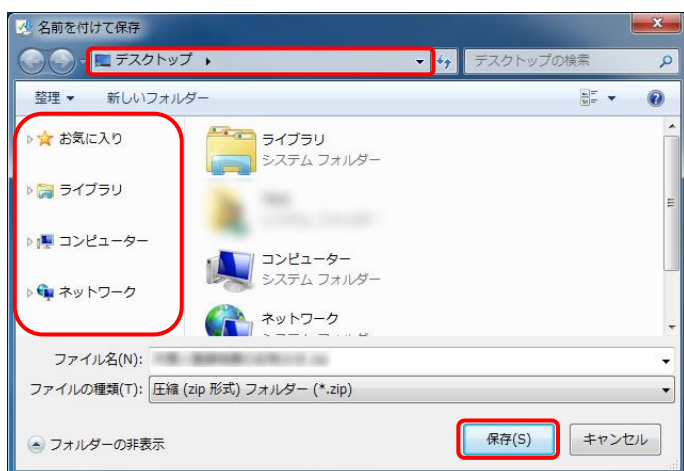 名前を付けて保存
デスクトップ
デスクトップの検索
整理 新しいフォルダー
お気に入り
ライブラリ
コンピューター
ネットワーク
ライブラリ
システム フォルダー
コンピューター
システム フォルダー
ネットワーク
ファイル名(N):
ファイルの種類(T): 圧縮 (zip 形式) フォルダー (*.zip)
フォルダーの非表示
保存(S) キャンセル